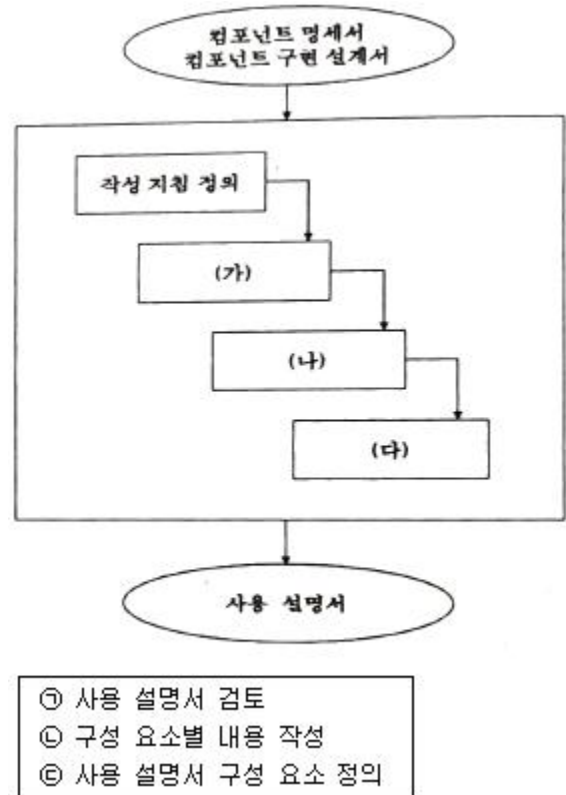 컴포넌트 명세서
컴포넌트 구현 설계서
작성 지침 정의
(가)
(나)
(다)
사용 설명서
㉠ 사용 설명서 검토
㉡ 구성 요소별 내용 작성
㉢ 사용 설명서 구성 요소 정의